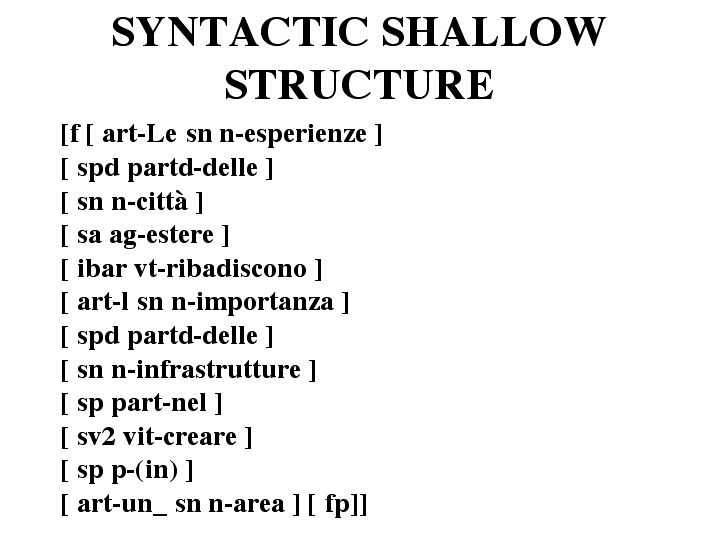 SYNTACTIC SHALLOW
STRUCTURE
[f [ art-Le sn n-esperienze ]
[ spd partd-delle ]
[ sn n-città ]
[ sa ag-estere ]
[ ibar vt-ribadiscono ]
[ art-l sn n-importanza ]
[ spd partd-delle ]
[ sn n-infrastrutture ]
[ sp part-nel ]
[ sv2 vit-creare ]
[ sp p-(in) ]
[ art-un_ sn n-area ] [ fp]]